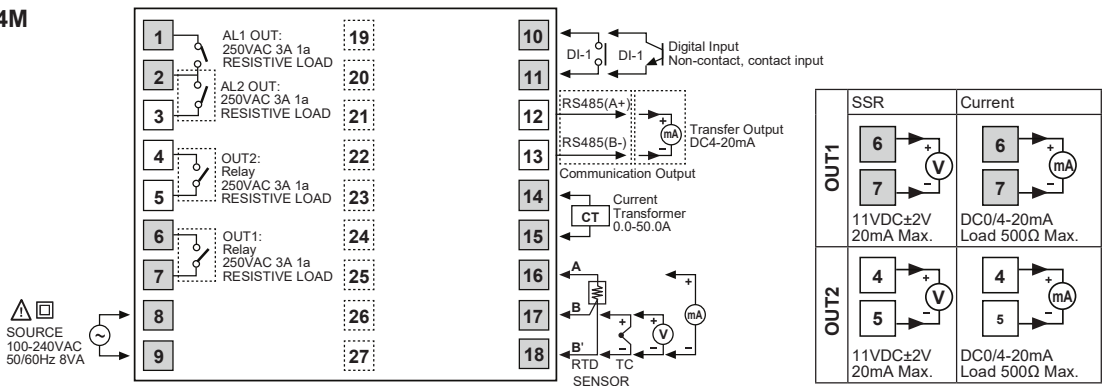 4M
1
2
3
4
5
6
7
8
9
AL1 OUT:
250VAC 3A 1a
RESISTIVE LOAD
AL2 OUT:
250VAC 3A 1a
RESISTIVE LOAD
OUT2:
Relay
250VAC 3A 1a
RESISTIVE LOAD
OUT1:
Relay
250VAC 3A 1a
RESISTIVE LOAD
SOURCE
100-240VAC
50/60Hz 8VA
19
20
21
22
23
24
25
26
27
10
11
12
13
14
15
16
17
18
DI-1
DI-1
Digital Input
Non-contact, contact input
RS485(A+)
RS485(B-)
+
mA
−
Transfer Output
DC4-20mA
Communication Output
CT
Current
Transformer
0.0-50.0A
A
B
B'
+
−
+
V
−
+
mA
−
RTD TC
SENSOR
SSR
Current
OUT1
6
7
+
V
−
11VDC±2V
20mA Max.
6
7
+
mA
−
DC0/4-20mA
Load 500Ω Max.
OUT2
4
5
+
V
−
11VDC±2V
20mA Max.
4
5
+
mA
−
DC0/4-20mA
Load 500Ω Max.